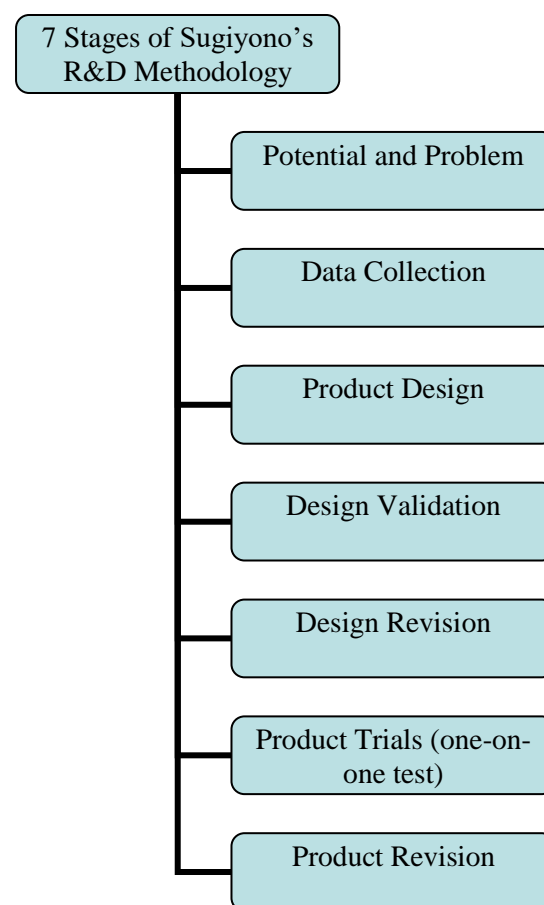 7 Stages of Sugiyono’s
R&D Methodology
Potential and Problem
Data Collection
Product Design
Design Validation
Design Revision
Product Trials (one-on-
one test)
Product Revision